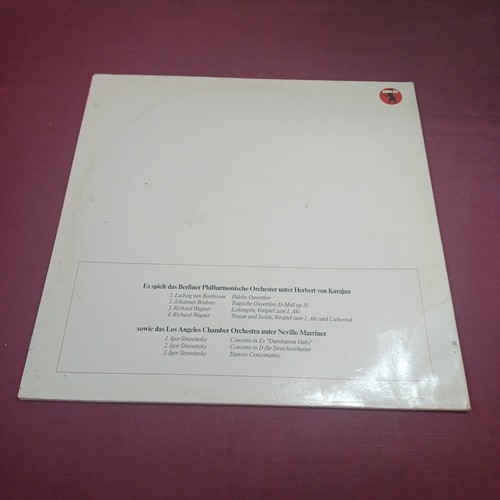 Es spielt das Berliner Philharmonische Orchester unter Herbert von Karajan
1. Ludwig van Beethoven Fidelio Ouvertüre
2. Johannes Brahms Tragische Ouvertüre, D-Moll op. 81
3. Richard Wagner Lohengrin, Vorspiel zum 1. Akt
4. Richard Wagner Tristan und Isolde, Vorspiel zum 1. Akt und Liebestod
sowie das Los Angeles Chamber Orchestra unter Neville Marriner
1. Igor Strawinsky Concerto in Es "Dumbarton Oaks"
2. Igor Strawinsky Concerto in D für Streichorchester
3. Igor Strawinsky Dances Concertantes